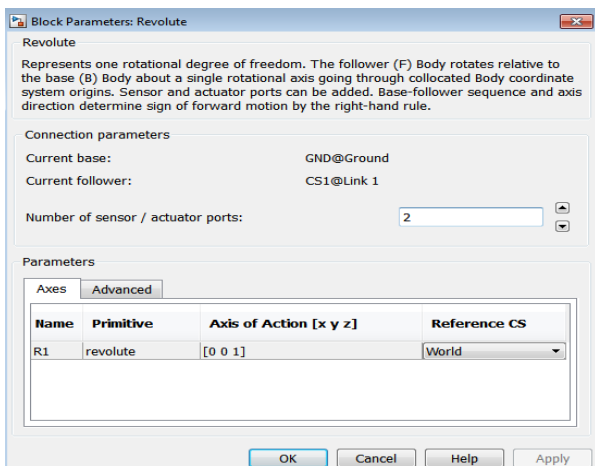 Block Parameters: Revolute
Revolute
Represents one rotational degree of freedom. The follower (F) Body rotates relative to
the base (B) Body about a single rotational axis going through collocated Body coordinate
system origins. Sensor and actuator ports can be added. Base-follower sequence and axis
direction determine sign of forward motion by the right-hand rule.
Connection parameters
Current base: GND@Ground
Current follower: CS1@Link 1
Number of sensor / actuator ports: 2
Parameters
Axes Advanced
Name Primitive Axis of Action [x y z] Reference CS
R1 revolute [0 0 1] World
OK Cancel Help Apply